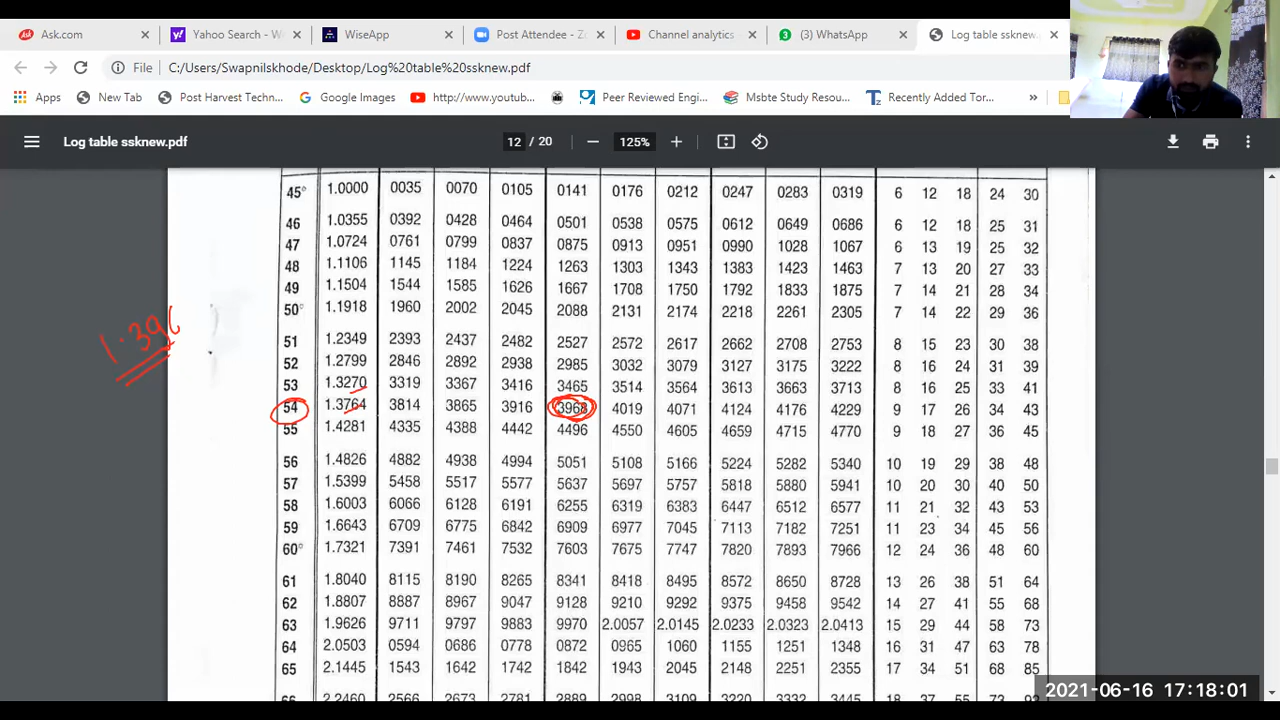 Ask.com Yahoo Search - W WiseApp Post Attendee - Zo Channel analytics (3) WhatsApp Log table ssknew.
File C:/Users/Swapnilskhode/Desktop/Log%20table%20ssknew.pdf
Apps New Tab Post Harvest Techn... Google Images http://www.youtub... Peer Reviewed Engi... Msbte Study Resou... Recently Added Tor... »
Log table ssknew.pdf 12 / 20 125%
45° 1.0000 0035 0070 0105 0141 0176 0212 0247 0283 0319 6 12 18 24 30
46 1.0355 0392 0428 0464 0501 0538 0575 0612 0649 0686 6 12 18 25 31
47 1.0724 0761 0799 0837 0875 0913 0951 0990 1028 1067 6 13 19 25 32
48 1.1106 1145 1184 1224 1263 1303 1343 1383 1423 1463 7 13 20 27 33
49 1.1504 1544 1585 1626 1667 1708 1750 1792 1833 1875 7 14 21 28 34
50° 1.1918 1960 2002 2045 2088 2131 2174 2218 2261 2305 7 14 22 29 36
1.396
51 1.2349 2393 2437 2482 2527 2572 2617 2662 2708 2753 8 15 23 30 38
52 1.2799 2846 2892 2938 2985 3032 3079 3127 3175 3222 8 16 24 31 39
53 1.3270 3319 3367 3416 3465 3514 3564 3613 3663 3713 8 16 25 33 41
54 1.3764 3814 3865 3916 3968 4019 4071 4124 4176 4229 9 17 26 34 43
55 1.4281 4335 4388 4442 4496 4550 4605 4659 4715 4770 9 18 27 36 45
56 1.4826 4882 4938 4994 5051 5108 5166 5224 5282 5340 10 19 29 38 48
57 1.5399 5458 5517 5577 5637 5697 5757 5818 5880 5941 10 20 30 40 50
58 1.6003 6066 6128 6191 6255 6319 6383 6447 6512 6577 11 21 32 43 53
59 1.6643 6709 6775 6842 6909 6977 7045 7113 7182 7251 11 23 34 45 56
60° 1.7321 7391 7461 7532 7603 7675 7747 7820 7893 7966 12 24 36 48 60
61 1.8040 8115 8190 8265 8341 8418 8495 8572 8650 8728 13 26 38 51 64
62 1.8807 8887 8967 9047 9128 9210 9292 9375 9458 9542 14 27 41 55 68
63 1.9626 9711 9797 9883 9970 2.0057 2.0145 2.0233 2.0323 2.0413 15 29 44 58 73
64 2.0503 0594 0686 0778 0872 0965 1060 1155 1251 1348 16 31 47 63 78
65 2.1445 1543 1642 1742 1842 1943 2045 2148 2251 2355 17 34 51 68 85
66 2.2460 2566 2673 2781 2889 2998 3109 3220 3332 3445 18 37 55
2021-06-16 17:18:01